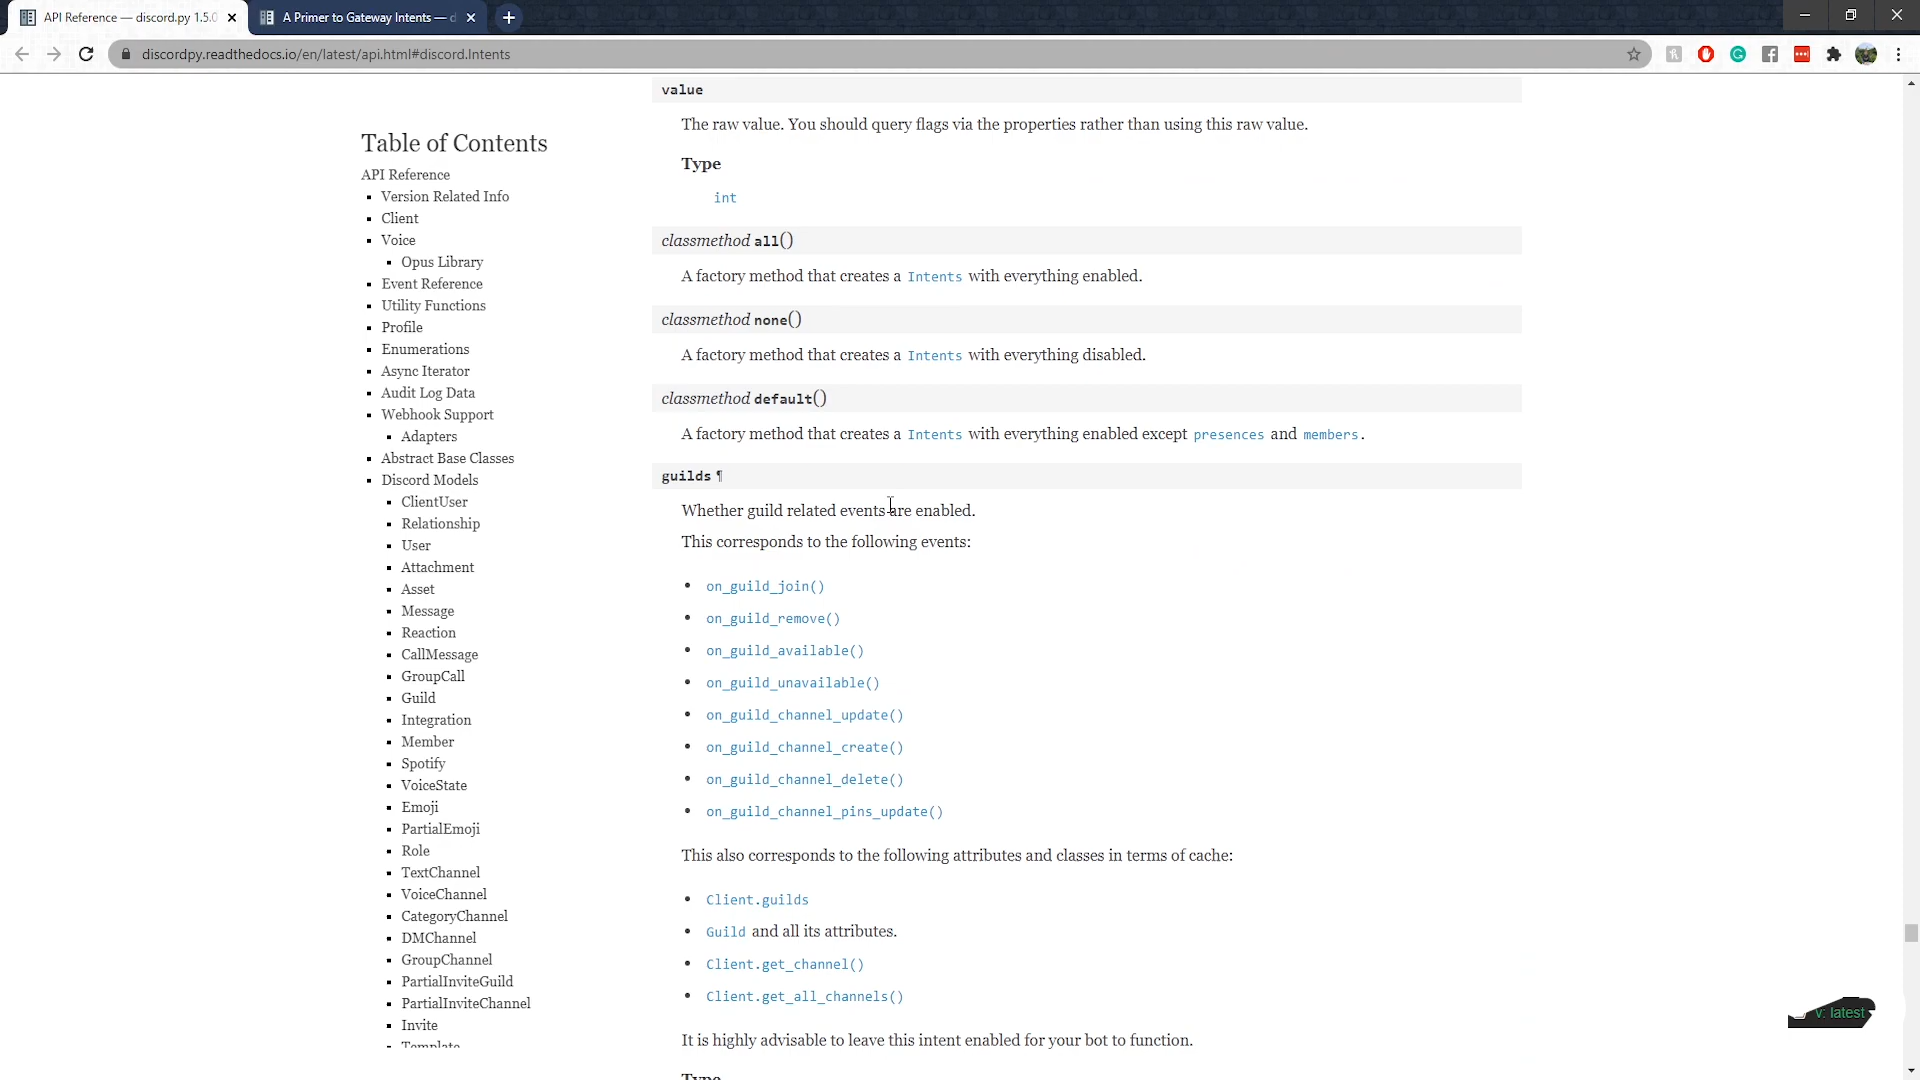 API Reference — discord.py 1.5.0
A Primer to Gateway Intents — d
discordpy.readthedocs.io/en/latest/api.html#discord.Intents
Table of Contents
API Reference
Version Related Info
Client
Voice
Opus Library
Event Reference
Utility Functions
Profile
Enumerations
Async Iterator
Audit Log Data
Webhook Support
Adapters
Abstract Base Classes
Discord Models
ClientUser
Relationship
User
Attachment
Asset
Message
Reaction
CallMessage
GroupCall
Guild
Integration
Member
Spotify
VoiceState
Emoji
PartialEmoji
Role
TextChannel
VoiceChannel
CategoryChannel
DMChannel
GroupChannel
PartialInviteGuild
PartialInviteChannel
Invite
Template
value
The raw value. You should query flags via the properties rather than using this raw value.
Type
int
classmethod all()
A factory method that creates a Intents with everything enabled.
classmethod none()
A factory method that creates a Intents with everything disabled.
classmethod default()
A factory method that creates a Intents with everything enabled except presences and members.
guilds ¶
Whether guild related events are enabled.
This corresponds to the following events:
on_guild_join()
on_guild_remove()
on_guild_available()
on_guild_unavailable()
on_guild_channel_update()
on_guild_channel_create()
on_guild_channel_delete()
on_guild_channel_pins_update()
This also corresponds to the following attributes and classes in terms of cache:
Client.guilds
Guild and all its attributes.
Client.get_channel()
Client.get_all_channels()
It is highly advisable to leave this intent enabled for your bot to function.
Type
v: latest